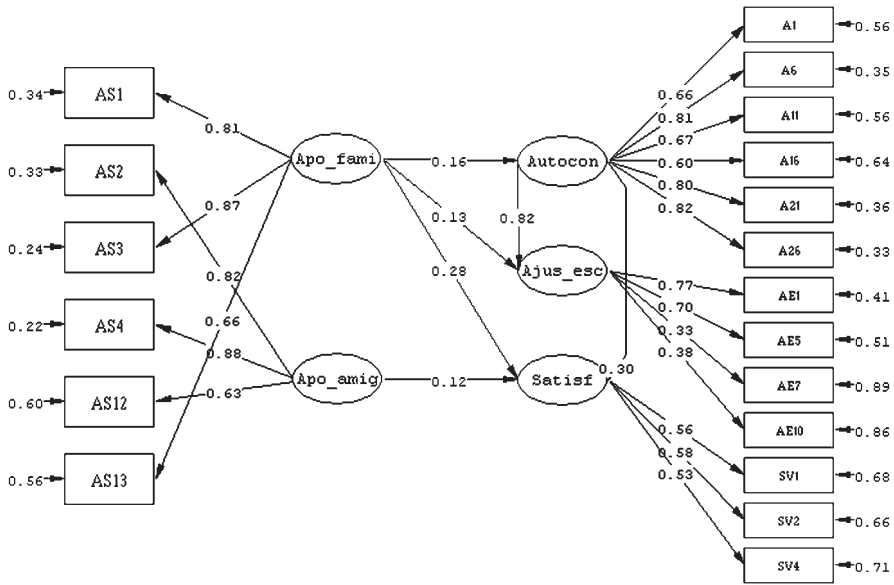 A1
0.56
A6
0.35
0.34
AS1
0.66
0.81
A11
0.56
0.81
0.67
Apo_fami
0.16
Autocon
0.60
A16
0.64
0.33
AS2
0.80
0.87
0.13
0.82
0.82
A21
0.36
0.24
AS3
A26
0.33
0.82
0.28
Ajus_esc
0.77
AE1
0.41
0.70
0.22
AS4
0.66
0.33
AE5
0.51
0.88
0.38
0.30
Apo_amig
0.12
Satisf
AE7
0.89
0.60
AS12
0.63
0.56
AE10
0.86
0.58
0.53
0.56
AS13
SV1
0.68
SV2
0.66
SV4
0.71